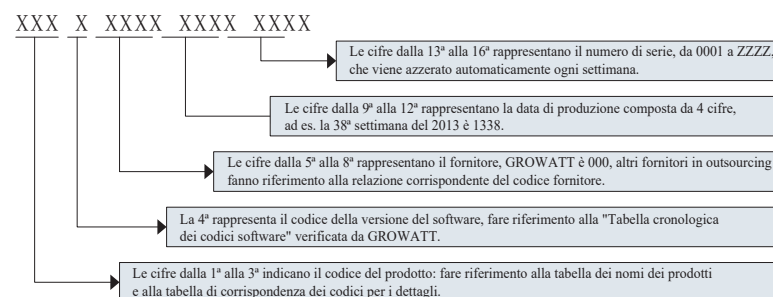 XXX X XXXX XXXX XXXX
Le cifre dalla 13ª alla 16ª rappresentano il numero di serie, da 0001 a ZZZZ,
che viene azzerato automaticamente ogni settimana.
Le cifre dalla 9ª alla 12ª rappresentano la data di produzione composta da 4 cifre,
ad es. la 38ª settimana del 2013 è 1338.
Le cifre dalla 5ª alla 8ª rappresentano il fornitore, GROWATT è 000, altri fornitori in outsourcing
fanno riferimento alla relazione corrispondente del codice fornitore.
La 4ª rappresenta il codice della versione del software, fare riferimento alla "Tabella cronologica
dei codici software" verificata da GROWATT.
Le cifre dalla 1ª alla 3ª indicano il codice del prodotto: fare riferimento alla tabella dei nomi dei prodotti
e alla tabella di corrispondenza dei codici per i dettagli.